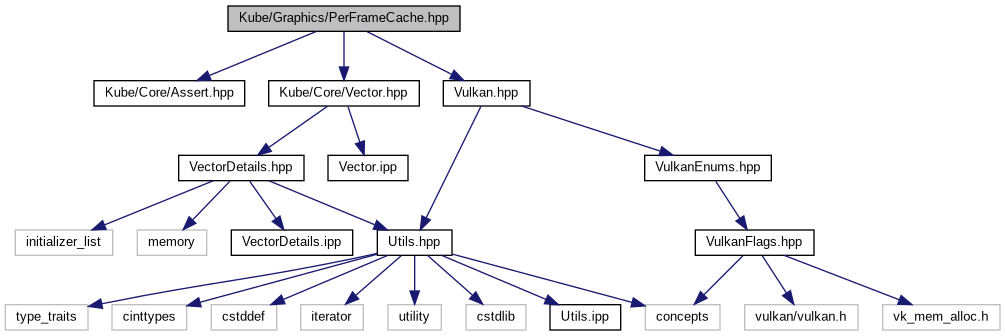 Kube/Graphics/PerFrameCache.hpp
Kube/Core/Assert.hpp
Kube/Core/Vector.hpp
Vulkan.hpp
VectorDetails.hpp
Vector.ipp
VulkanEnums.hpp
initializer_list
memory
VectorDetails.ipp
Utils.hpp
VulkanFlags.hpp
type_traits
cinttypes
cstddef
iterator
utility
cstdlib
Utils.ipp
concepts
vulkan/vulkan.h
vk_mem_alloc.h